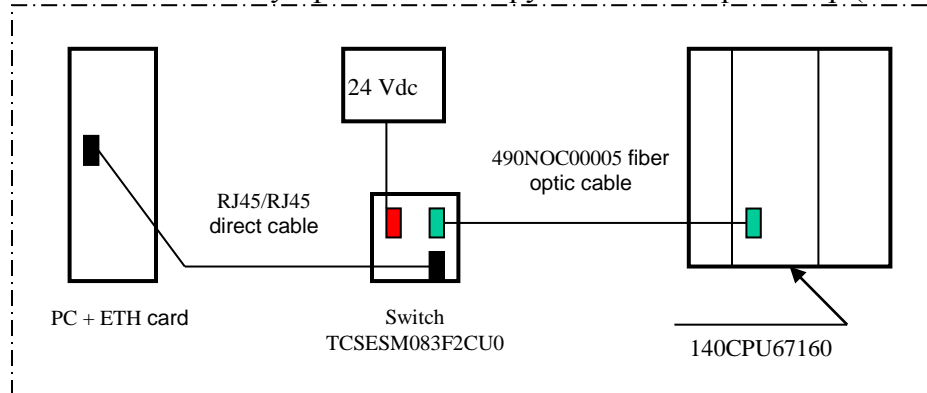 24 Vdc
490NOC00005 fiber
optic cable
RJ45/RJ45
direct cable
PC + ETH card
Switch
TCSESM083F2CU0
140CPU67160